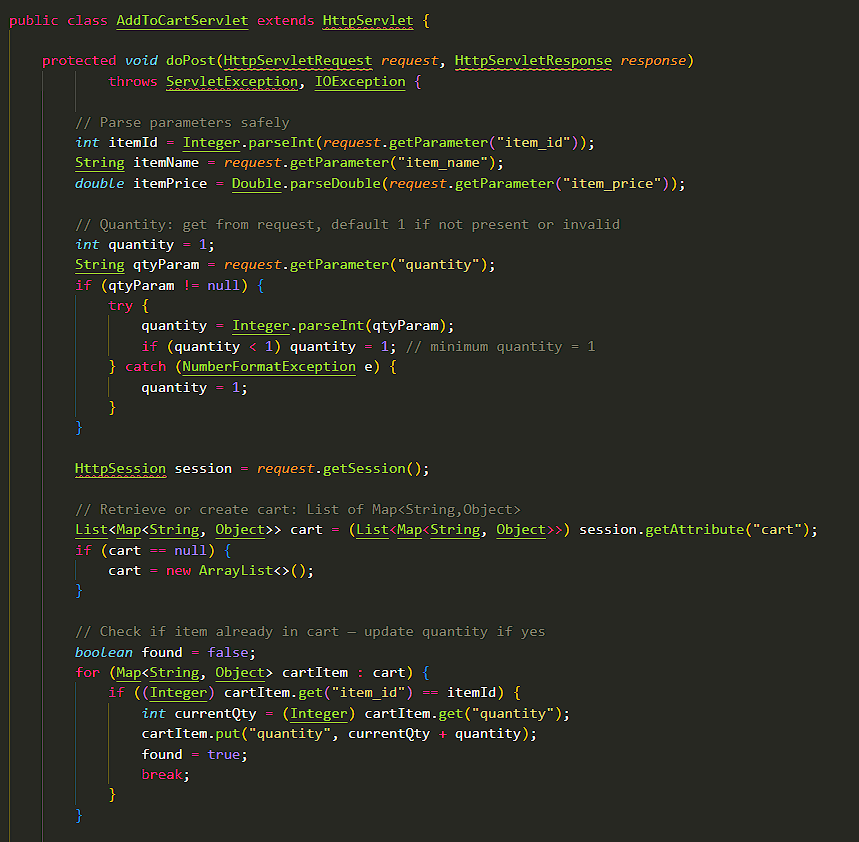 public class AddToCartServlet extends HttpServlet {
protected void doPost(HttpServletRequest request, HttpServletResponse response)
throws ServletException, IOException {
// Parse parameters safely
int itemId = Integer.parseInt(request.getParameter("item_id"));
String itemName = request.getParameter("item_name");
double itemPrice = Double.parseDouble(request.getParameter("item_price"));
// Quantity: get from request, default 1 if not present or invalid
int quantity = 1;
String qtyParam = request.getParameter("quantity");
if (qtyParam != null) {
try {
quantity = Integer.parseInt(qtyParam);
if (quantity < 1) quantity = 1; // minimum quantity = 1
} catch (NumberFormatException e) {
quantity = 1;
}
}
HttpSession session = request.getSession();
// Retrieve or create cart: List of Map<String,Object>
List<Map<String, Object>> cart = (List<Map<String, Object>>) session.getAttribute("cart");
if (cart == null) {
cart = new ArrayList<>();
}
// Check if item already in cart — update quantity if yes
boolean found = false;
for (Map<String, Object> cartItem : cart) {
if ((Integer) cartItem.get("item_id") == itemId) {
int currentQty = (Integer) cartItem.get("quantity");
cartItem.put("quantity", currentQty + quantity);
found = true;
break;
}
}